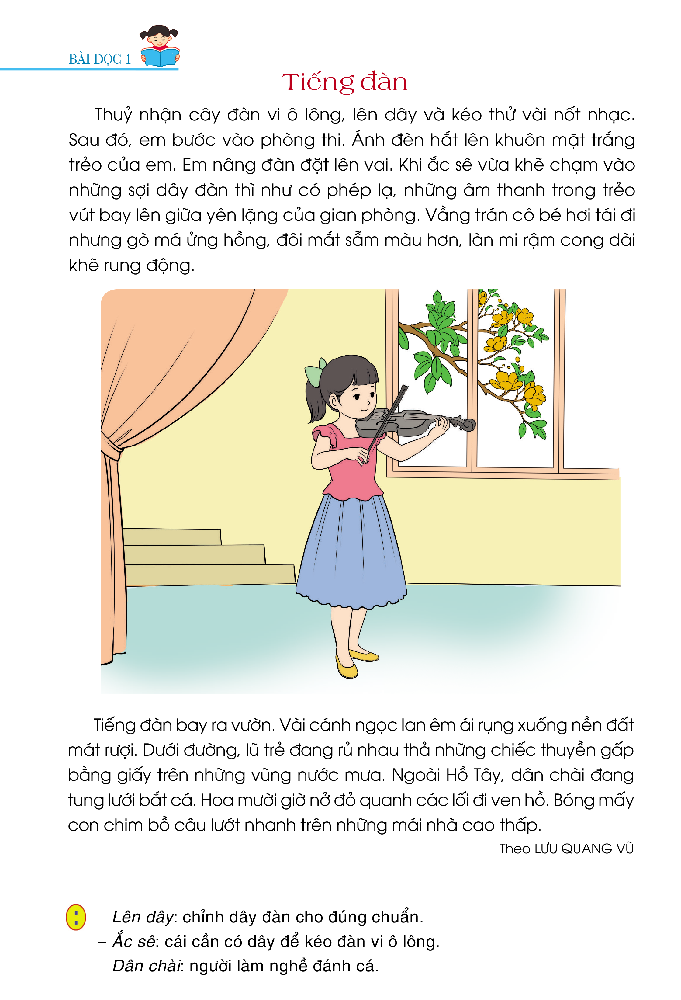 BÀI ĐỌC 1
Tiếng đàn
Thuỷ nhận cây đàn vi ô lông, lên dây và kéo thử vài nốt nhạc.
Sau đó, em bước vào phòng thi. Ánh đèn hắt lên khuôn mặt trắng
trẻo của em. Em nâng đàn đặt lên vai. Khi ắc sê vừa khẽ chạm vào
những sợi dây đàn thì như có phép lạ, những âm thanh trong trẻo
vút bay lên giữa yên lặng của gian phòng. Vầng trán cô bé hơi tái đi
nhưng gò má ửng hồng, đôi mắt sẫm màu hơn, làn mi rậm cong dài
khẽ rung động.
Tiếng đàn bay ra vườn. Vài cánh ngọc lan êm ái rụng xuống nền đất
mát rượi. Dưới đường, lũ trẻ đang rủ nhau thả những chiếc thuyền gấp
bằng giấy trên những vũng nước mưa. Ngoài Hồ Tây, dân chài đang
tung lưới bắt cá. Hoa mười giờ nở đỏ quanh các lối đi ven hồ. Bóng mấy
con chim bồ câu lướt nhanh trên những mái nhà cao thấp.
Theo LƯU QUANG VŨ
– Lên dây: chỉnh dây đàn cho đúng chuẩn.
– Ắc sê: cái cần có dây để kéo đàn vi ô lông.
– Dân chài: người làm nghề đánh cá.